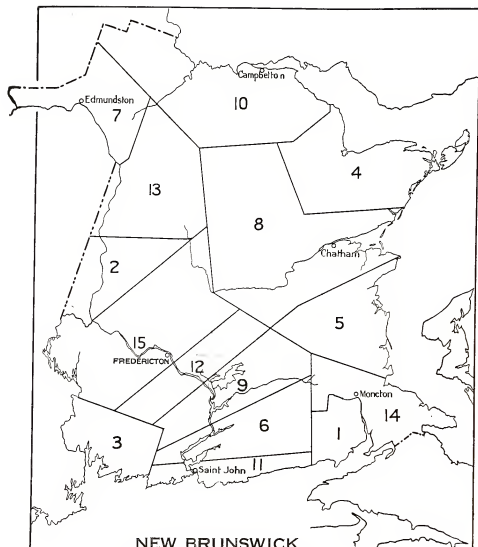 Campbellton
10
Edmundston
7
4
13
8
Chatham
2
5
15
FREDERICTON
12
9
Moncton
14
6
1
3
11
Saint John
NEW BRUNSWICK